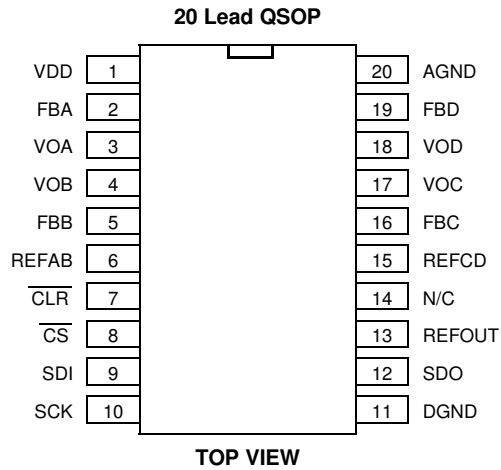 20 Lead QSOP
VDD 1 20 AGND
FBA 2 19 FBD
VOA 3 18 VOD
VOB 4 17 VOC
FBB 5 16 FBC
REFAB 6 15 REFCD
C̅L̅R̅ 7 14 N/C
C̅S̅ 8 13 REFOUT
SDI 9 12 SDO
SCK 10 11 DGND
TOP VIEW